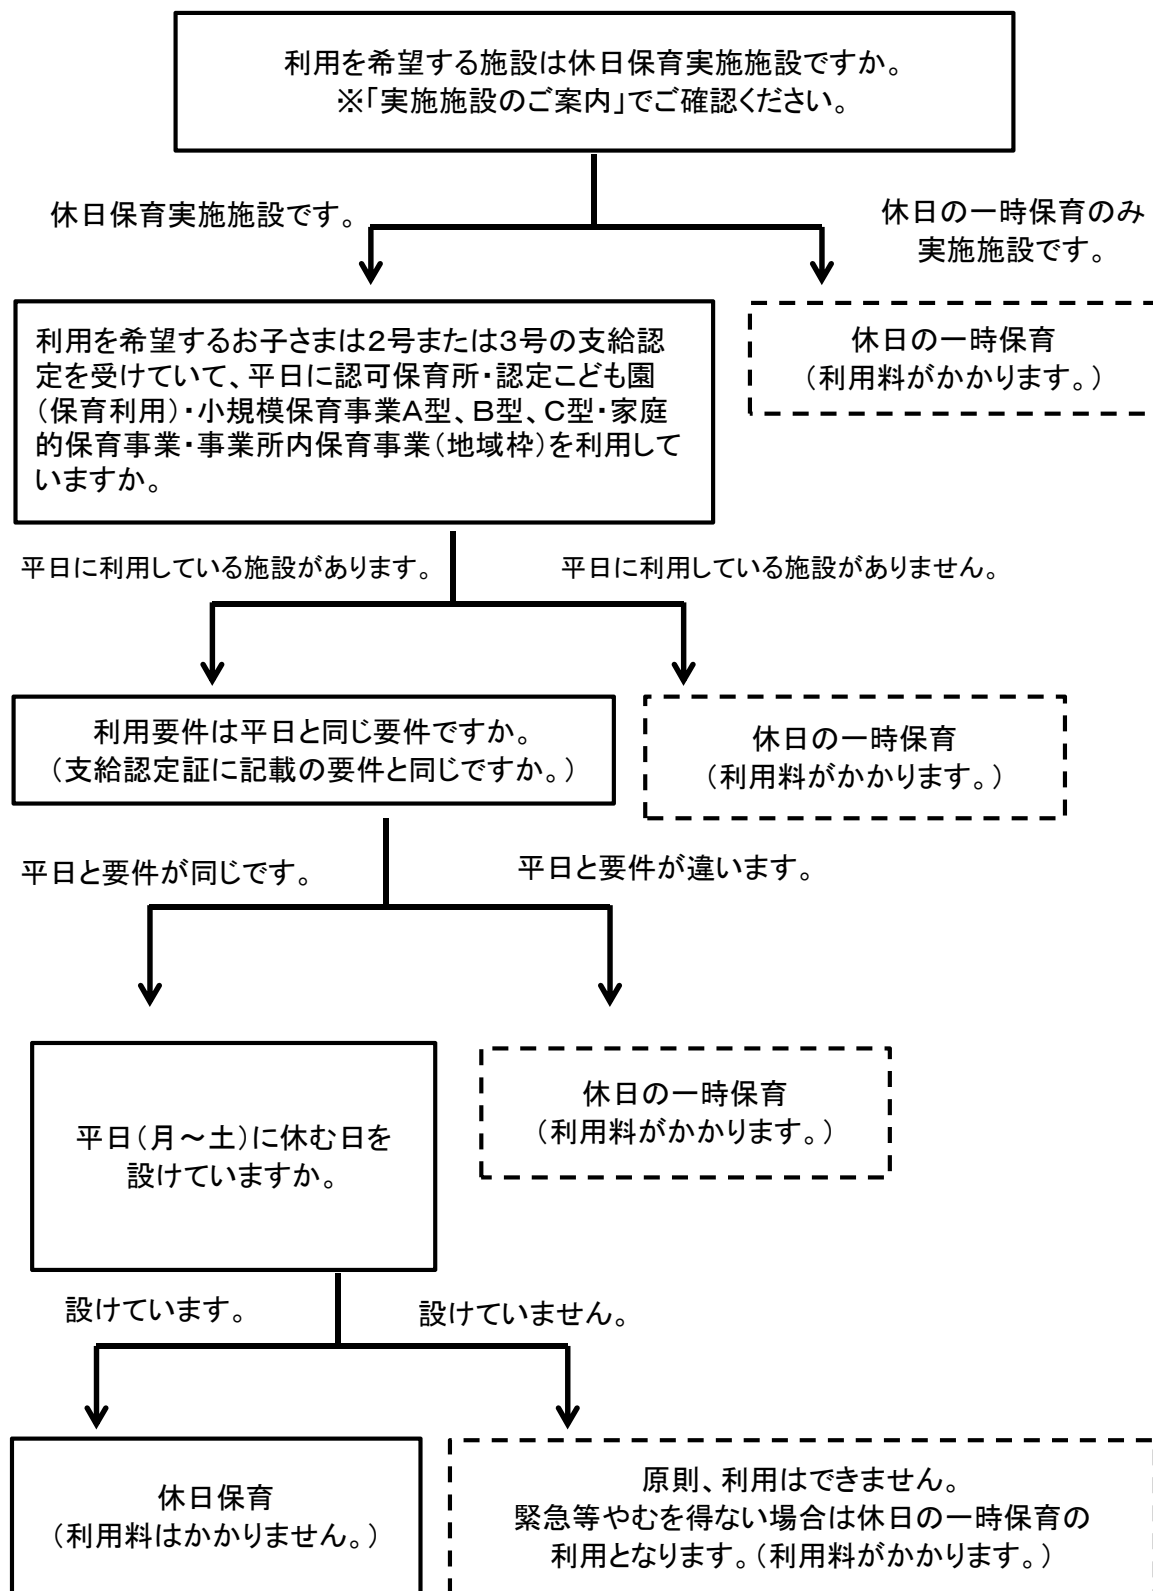 利用を希望する施設は休日保育実施施設ですか。
※「実施施設のご案内」でご確認ください。
休日保育実施施設です。
休日の一時保育のみ
実施施設です。
利用を希望するお子さまは2号または3号の支給認
定を受けていて、平日に認可保育所・認定こども園
（保育利用）・小規模保育事業A型、B型、C型・家庭
的保育事業・事業所内保育事業（地域枠）を利用して
いますか。
休日の一時保育
（利用料がかかります。）
平日に利用している施設があります。
平日に利用している施設がありません。
利用要件は平日と同じ要件ですか。
（支給認定証に記載の要件と同じですか。）
休日の一時保育
（利用料がかかります。）
平日と要件が同じです。
平日と要件が違います。
平日（月～土）に休む日を
設けていますか。
休日の一時保育
（利用料がかかります。）
設けています。
設けていません。
休日保育
（利用料はかかりません。）
原則、利用はできません。
緊急等やむを得ない場合は休日の一時保育の
利用となります。（利用料がかかります。）